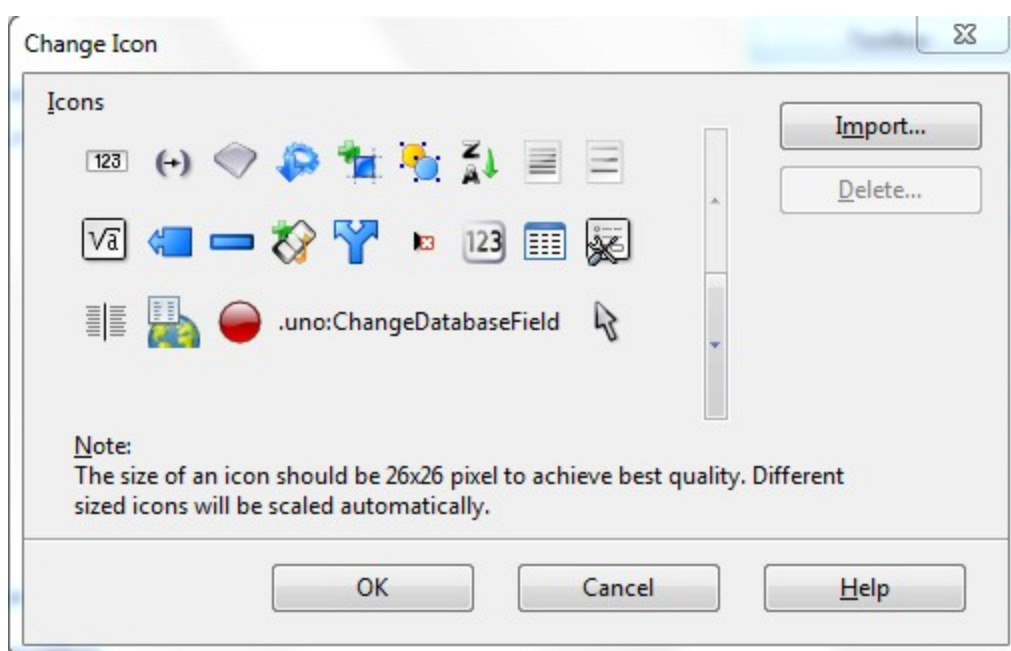 Change Icon
Icons
Import...
123
Delete...
√a
123
.uno:ChangeDatabaseField
Note:
The size of an icon should be 26x26 pixel to achieve best quality. Different
sized icons will be scaled automatically.
OK Cancel Help